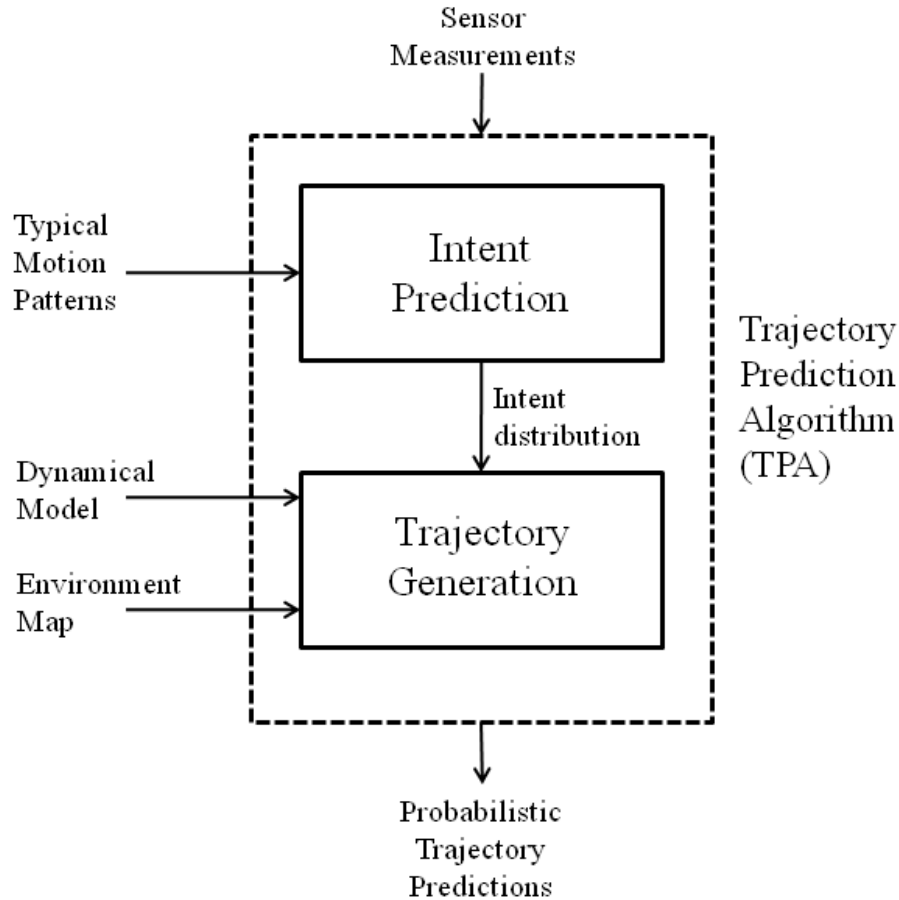 Sensor
Measurements
Typical
Motion
Patterns
Intent
Prediction
Trajectory
Prediction
Algorithm
(TPA)
Intent
distribution
Dynamical
Model
Trajectory
Generation
Environment
Map
Probabilistic
Trajectory
Predictions